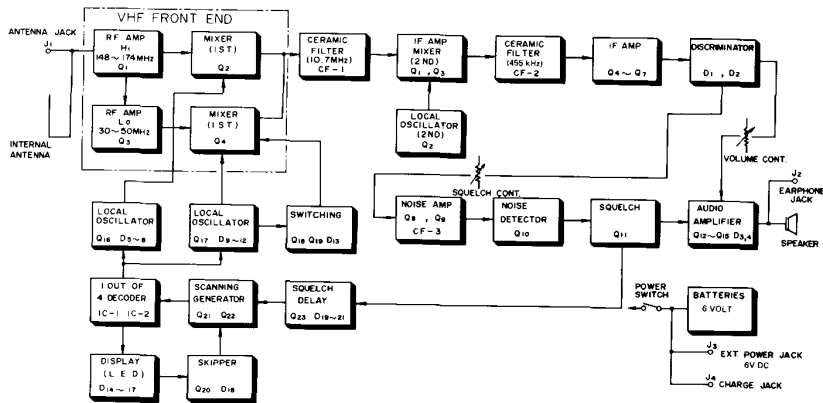 VHF FRONT END
ANTENNA JACK
J1
RF AMP
Hi
148~174MHz
Q1
MIXER
(1ST)
Q2
CERAMIC
FILTER
(10.7MHz)
CF-1
IF AMP
MIXER
(2ND)
Q1, Q3
CERAMIC
FILTER
(455 kHz)
CF-2
IF AMP
Q4~Q7
DISCRIMINATOR
D1, D2
INTERNAL
ANTENNA
RF AMP
Lo
30~50MHz
Q3
MIXER
(1ST)
Q4
LOCAL
OSCILLATOR
(2ND)
Q2
VOLUME CONT.
SQUELCH CONT.
LOCAL
OSCILLATOR
Q16 D5~8
LOCAL
OSCILLATOR
Q17 D9~12
SWITCHING
Q18 Q19 D13
NOISE AMP
Q8, Q9
CF-3
NOISE
DETECTOR
Q10
SQUELCH
Q11
AUDIO
AMPLIFIER
Q12~Q15 D3,4
J2
EARPHONE
JACK
SPEAKER
1 OUT OF
4 DECODER
IC-1 IC-2
SCANNING
GENERATOR
Q21 Q22
SQUELCH
DELAY
Q23 D19~21
POWER
SWITCH
BATTERIES
6 VOLT
DISPLAY
(LED)
D14~17
SKIPPER
Q20 D18
J3
EXT. POWER JACK
6V DC
J4
CHARGE JACK